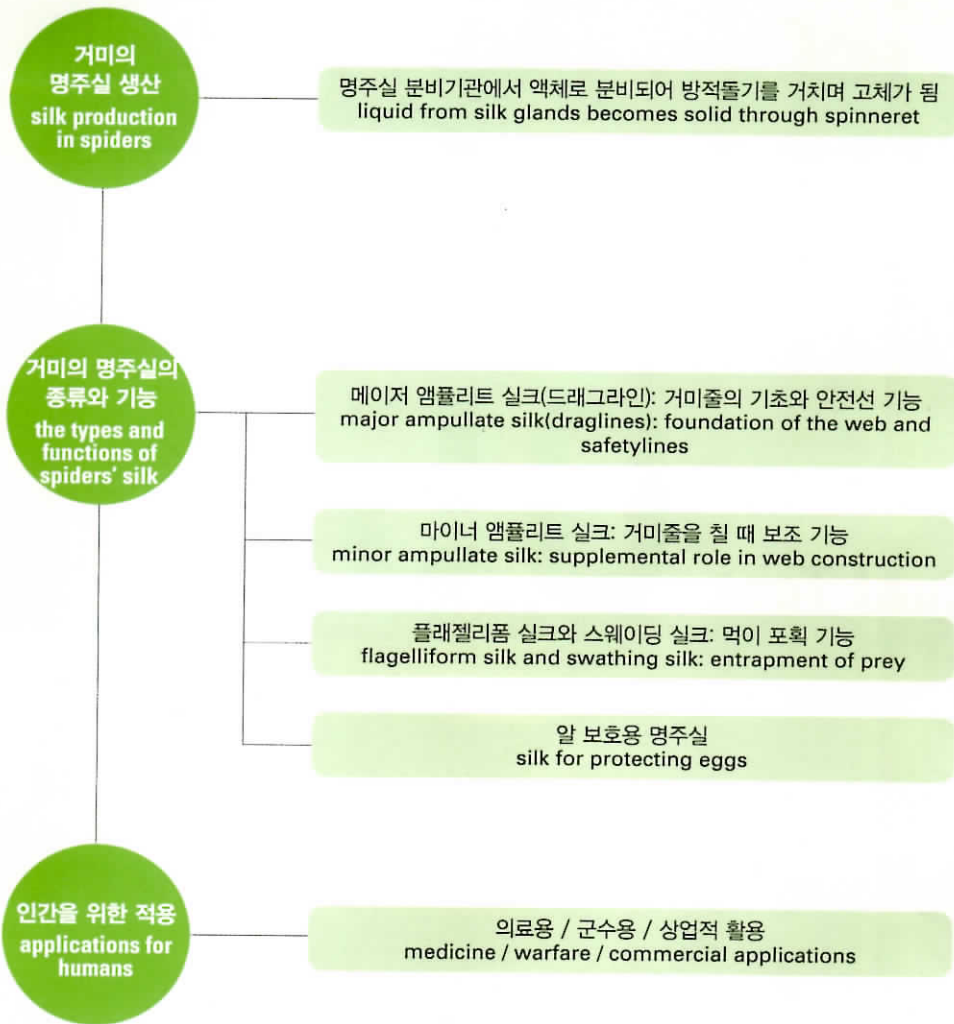 거미의
명주실 생산
silk production
in spiders
명주실 분비기관에서 액체로 분비되어 방적돌기를 거치며 고체가 됨
liquid from silk glands becomes solid through spinneret
거미의 명주실의
종류와 기능
the types and
functions of
spiders' silk
메이저 앰퓰리트 실크(드래그라인): 거미줄의 기초와 안전선 기능
major ampullate silk(draglines): foundation of the web and
safetylines
마이너 앰퓰리트 실크: 거미줄을 칠 때 보조 기능
minor ampullate silk: supplemental role in web construction
플래젤리폼 실크와 스웨이딩 실크: 먹이 포획 기능
flagelliform silk and swathing silk: entrapment of prey
알 보호용 명주실
silk for protecting eggs
인간을 위한 적용
applications for
humans
의료용 / 군수용 / 상업적 활용
medicine / warfare / commercial applications